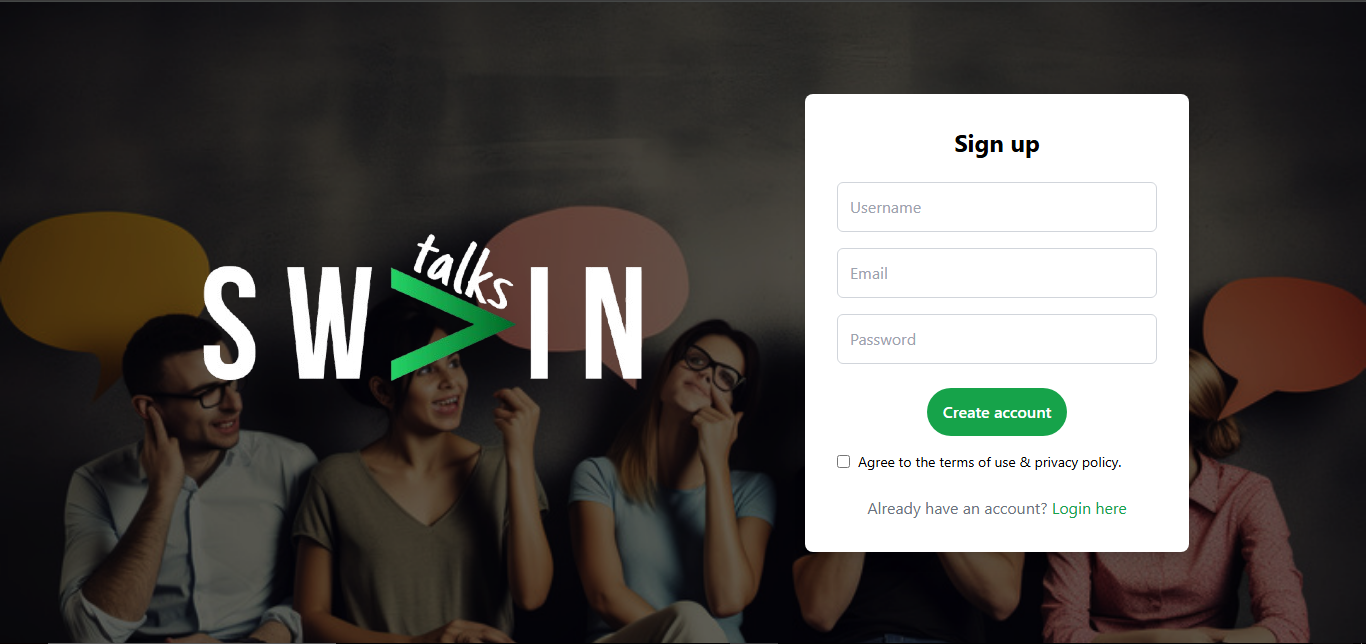 talks
SW>IN
Sign up
Username
Email
Password
Create account
Agree to the terms of use & privacy policy.
Already have an account? Login here